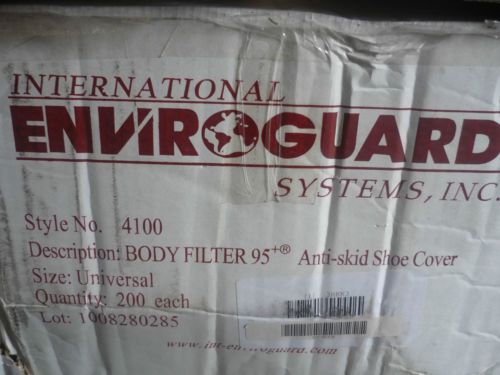 INTERNATIONAL
ENVIROGUARD
SYSTEMS, INC.
Style No. 4100
Description: BODY FILTER 95+® Anti-skid Shoe Cover
Size: Universal
Quantity: 200 each
Lot: 1008280285
www.int-enviroguard.com